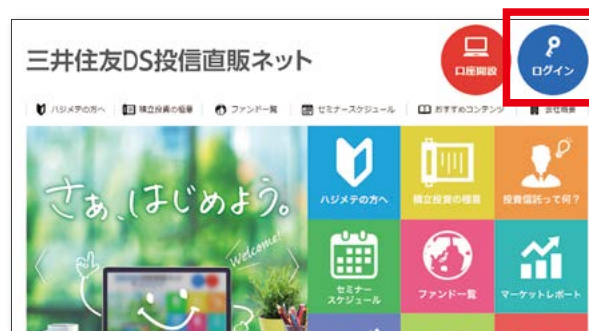 三井住友DS投信直販ネット
口座開設
ログイン
ハジメテの方へ
積立投資の極意
ファンド一覧
セミナースケジュール
おすすめコンテンツ
会社概要
さぁ、はじめよう。
Welcome!
ハジメテの方へ
積立投資の極意
投資信託って何?
セミナー
スケジュール
ファンド一覧
マーケットレポート